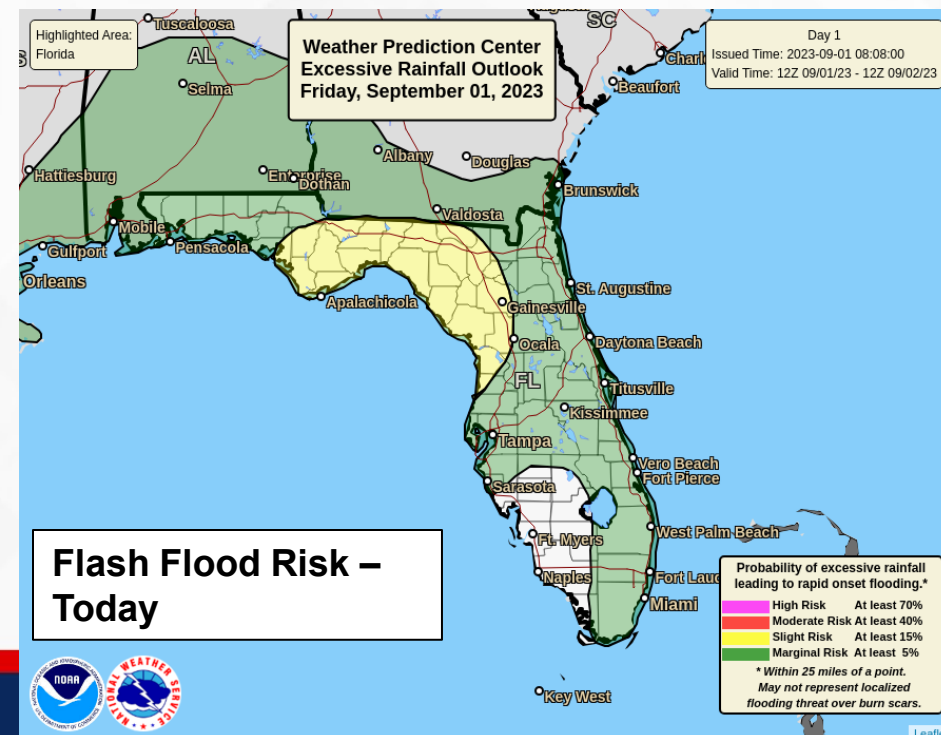 Highlighted Area:
Florida
Weather Prediction Center
Excessive Rainfall Outlook
Friday, September 01, 2023
Day 1
Issued Time: 2023-09-01 08:08:00
Valid Time: 12Z 09/01/23 - 12Z 09/02/23
SC
Tuscaloosa
AL
Selma
Beaufort
Hattiesburg
Enterprise
Dothan
Albany
Douglas
Brunswick
Mobile
Valdosta
Gulfport
Pensacola
Orleans
Apalachicola
Gainesville
St. Augustine
Ocala
Daytona Beach
FL
Titusville
Kissimmee
Tampa
Vero Beach
Fort Pierce
Sarasota
Ft. Myers
West Palm Beach
Naples
Fort Laud
Miami
Key West
Flash Flood Risk –
Today
Probability of excessive rainfall
leading to rapid onset flooding.*
High Risk At least 70%
Moderate Risk At least 40%
Slight Risk At least 15%
Marginal Risk At least 5%
* Within 25 miles of a point.
May not represent localized
flooding threat over burn scars.
NOAA
NATIONAL WEATHER SERVICE